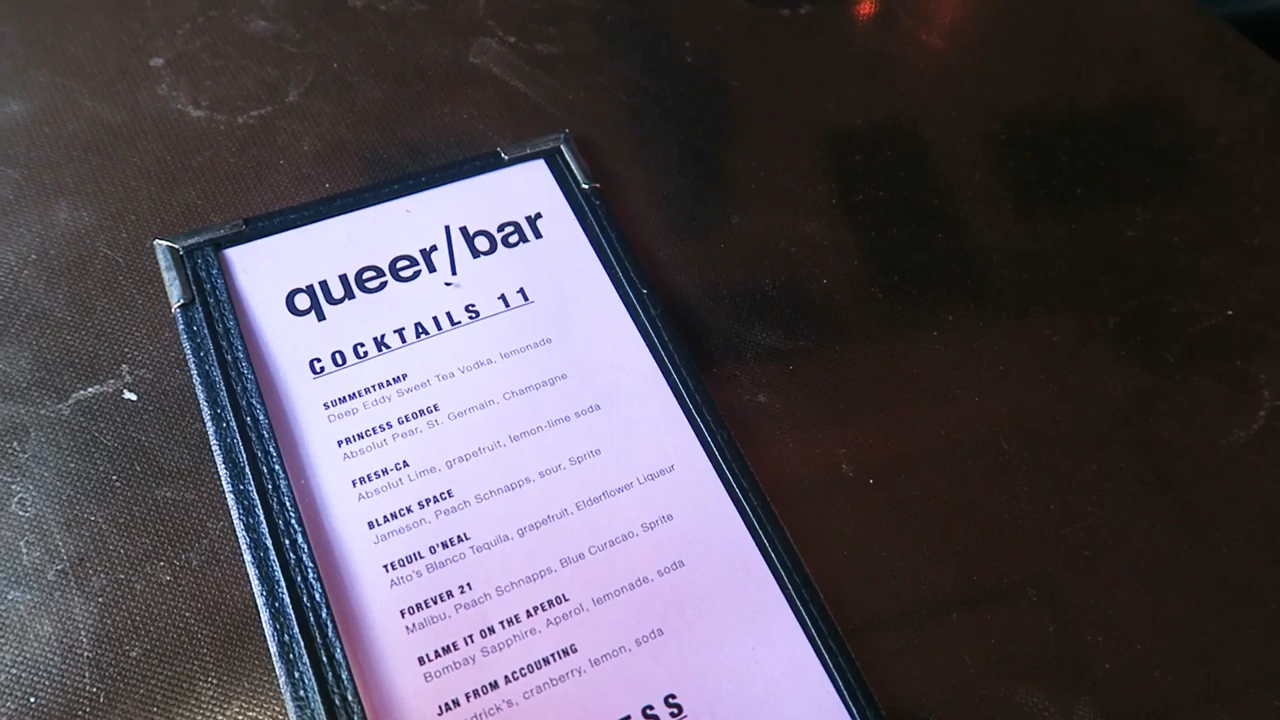 queer/bar
COCKTAILS 11
SUMMERTRAMP
Deep Eddy Sweet Tea Vodka, lemonade
PRINCESS GEORGE
Absolut Pear, St. Germain, Champagne
FRESH-CA
Absolut Lime, grapefruit, lemon-lime soda
BLANCK SPACE
Jameson, Peach Schnapps, sour, Sprite
TEQUIL O'NEAL
Alto's Blanco Tequila, grapefruit, Elderflower Liqueur
FOREVER 21
Malibu, Peach Schnapps, Blue Curacao, Sprite
BLAME IT ON THE APEROL
Bombay Sapphire, Aperol, lemonade, soda
JAN FROM ACCOUNTING
cranberry, lemon, soda